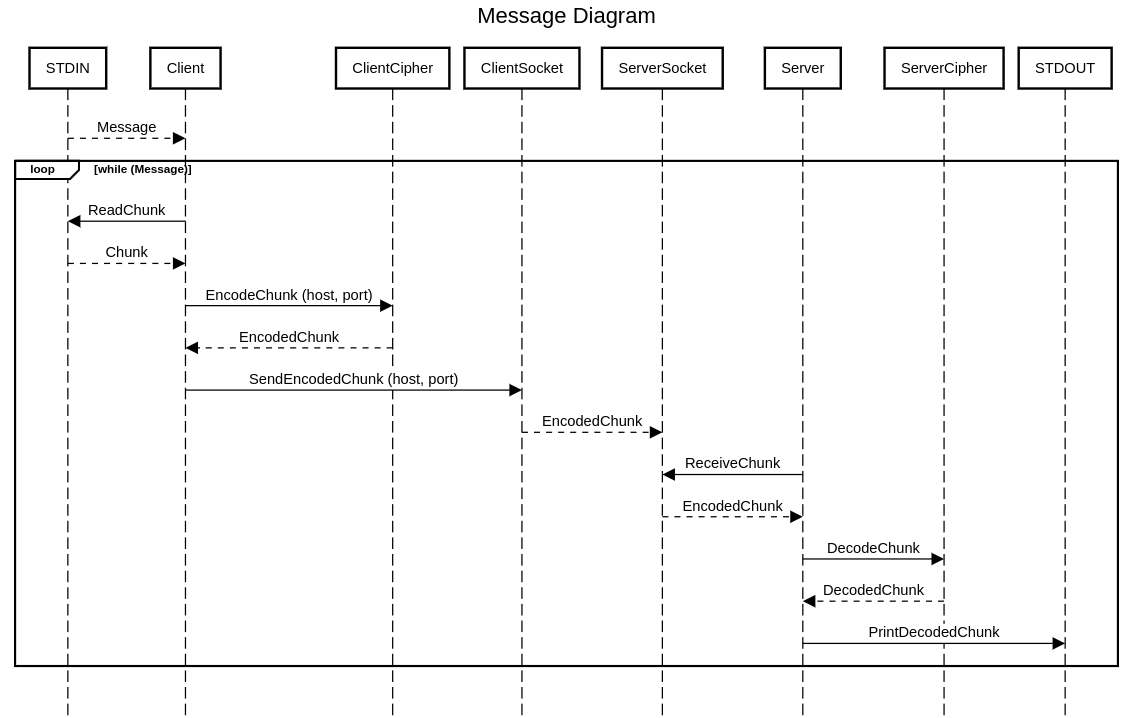 Message Diagram
STDIN
Client
ClientCipher
ClientSocket
ServerSocket
Server
ServerCipher
STDOUT
Message
loop
[while (Message)]
ReadChunk
Chunk
EncodeChunk (host, port)
EncodedChunk
SendEncodedChunk (host, port)
EncodedChunk
ReceiveChunk
EncodedChunk
DecodeChunk
DecodedChunk
PrintDecodedChunk